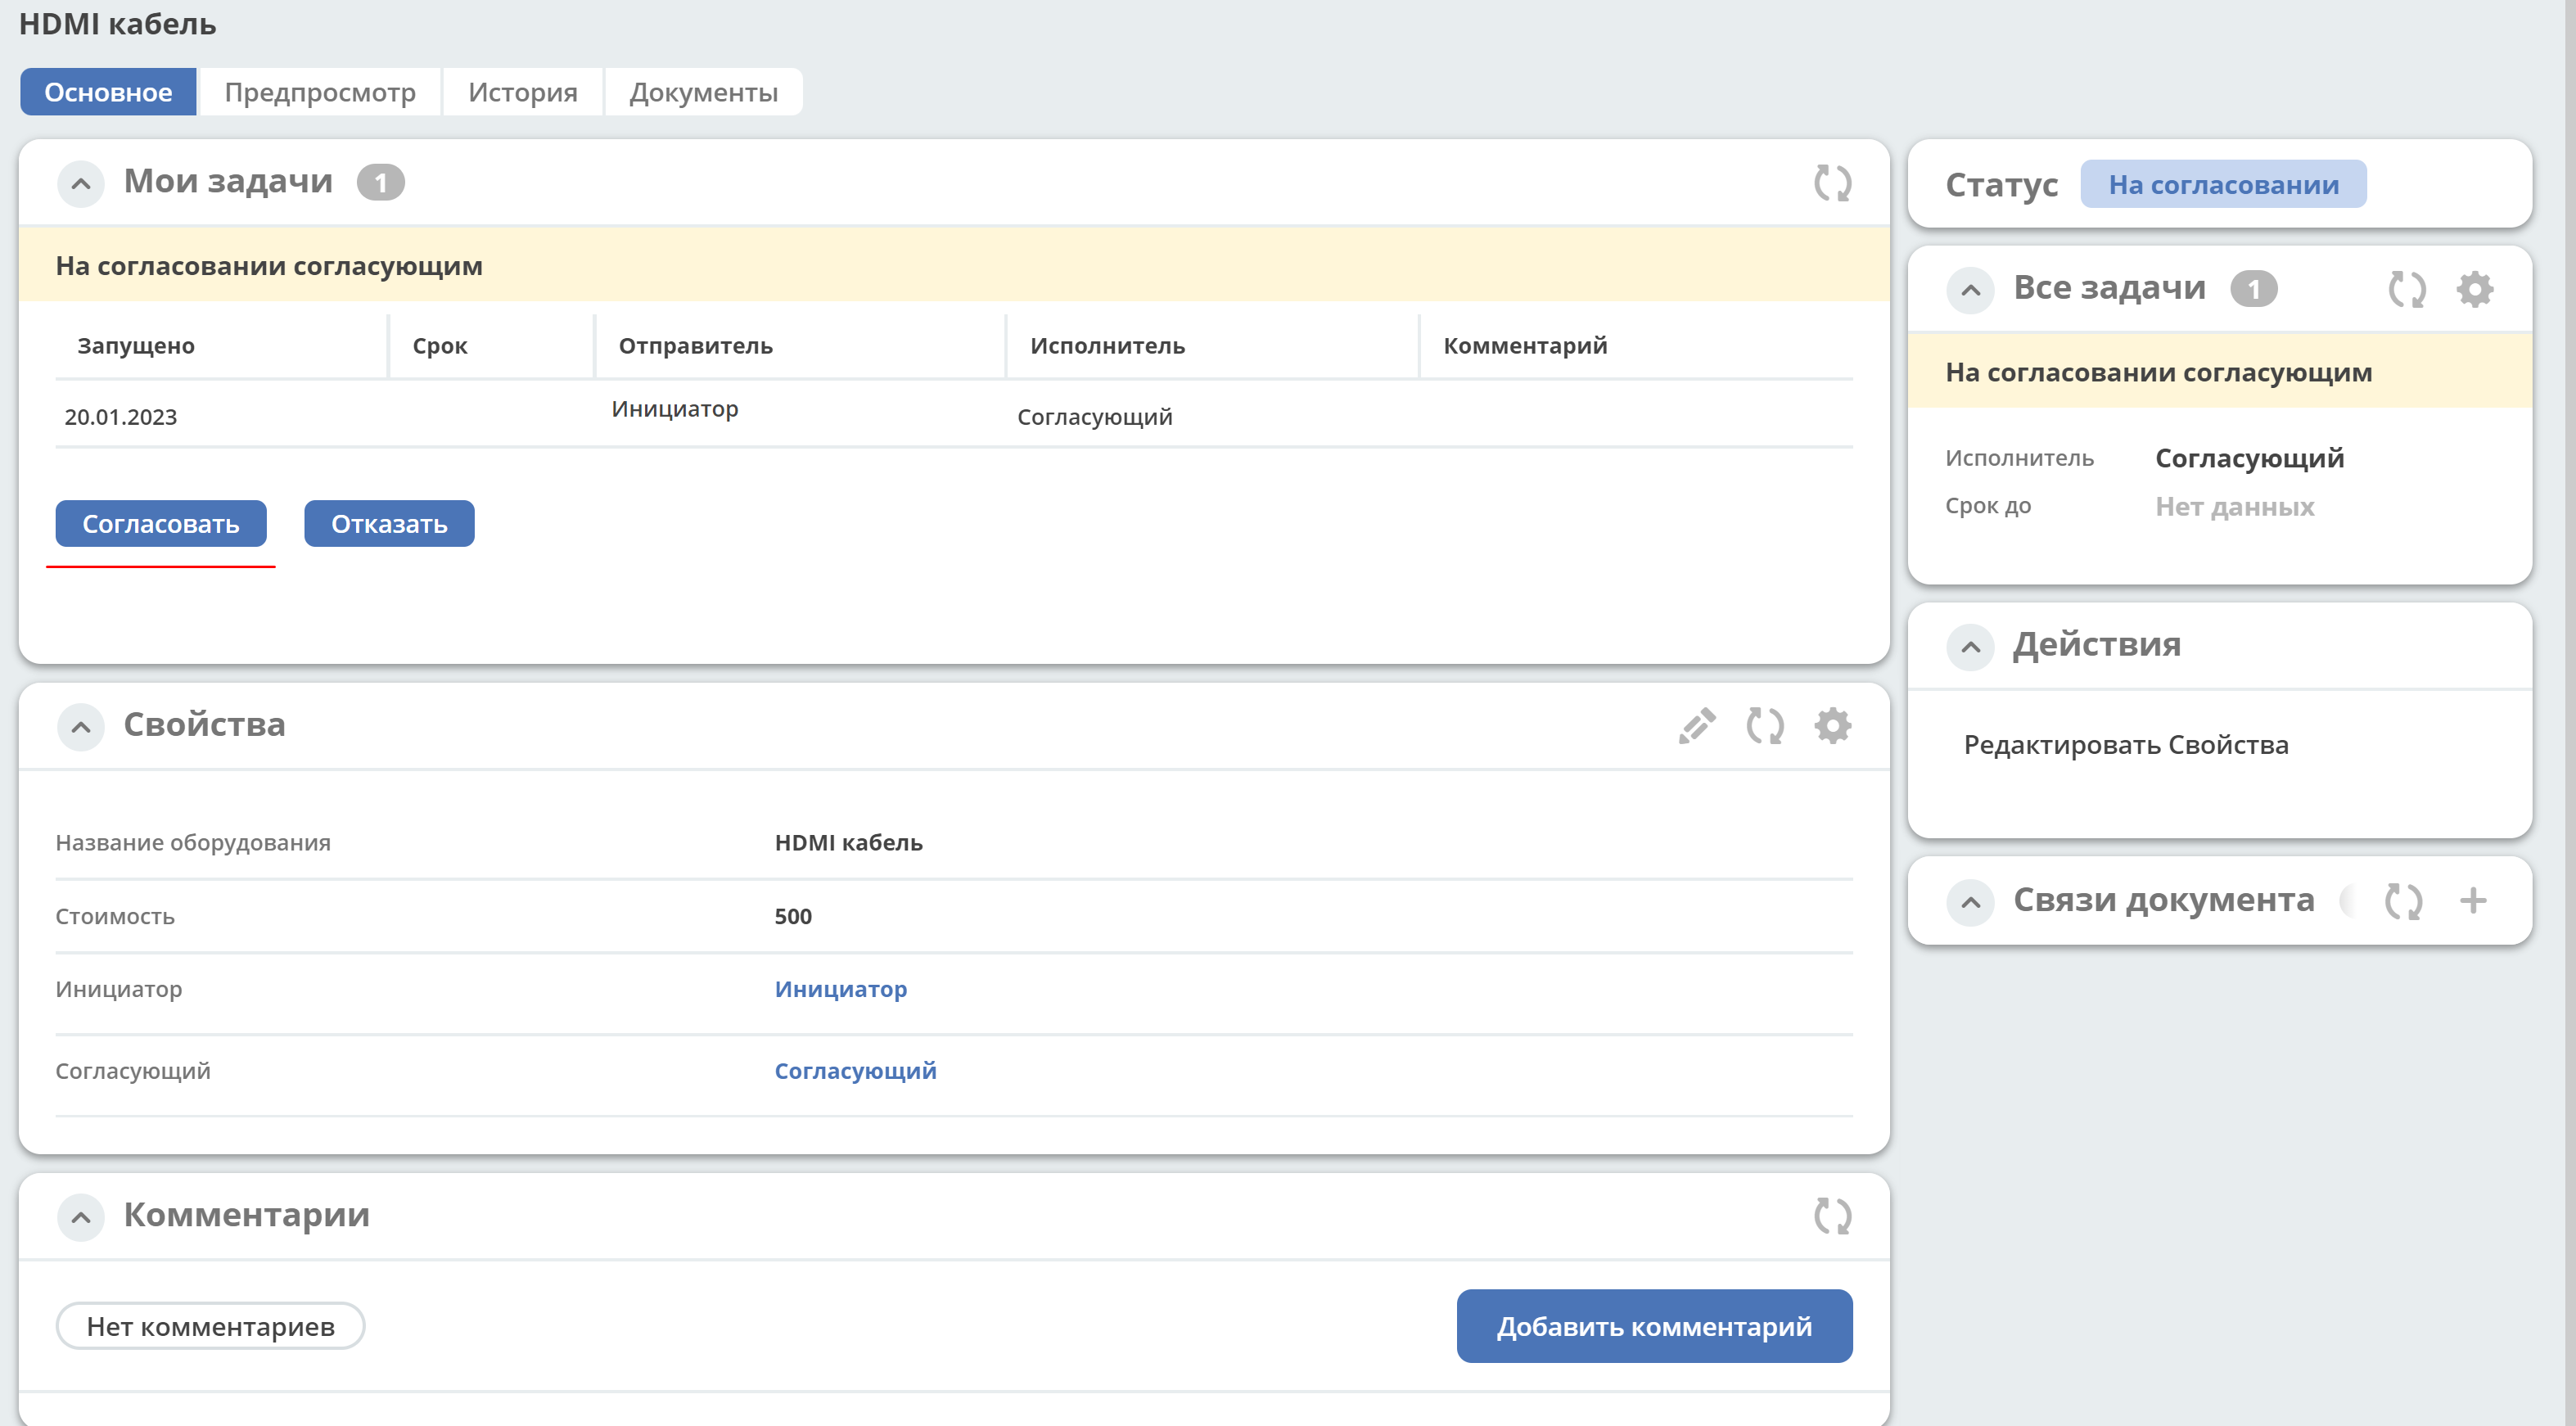 HDMI кабель
Основное Предпросмотр История Документы
Мои задачи 1
На согласовании согласующим
Запущено Срок Отправитель Исполнитель Комментарий
20.01.2023 Инициатор Согласующий
Согласовать Отказать
Свойства
Название оборудования HDMI кабель
Стоимость 500
Инициатор Инициатор
Согласующий Согласующий
Комментарии
Нет комментариев Добавить комментарий
Статус На согласовании
Все задачи 1
На согласовании согласующим
Исполнитель Согласующий
Срок до Нет данных
Действия
Редактировать Свойства
Связи документа